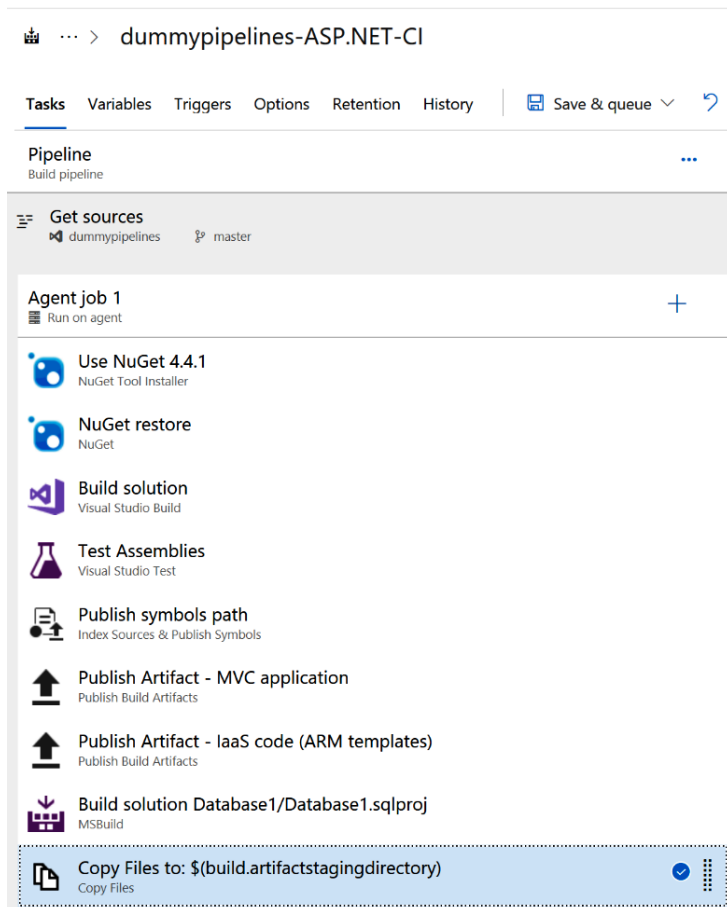 ··· > dummypipelines-ASP.NET-CI
Tasks Variables Triggers Options Retention History Save & queue
Pipeline
Build pipeline
Get sources
dummypipelines master
Agent job 1
Run on agent
Use NuGet 4.4.1
NuGet Tool Installer
NuGet restore
NuGet
Build solution
Visual Studio Build
Test Assemblies
Visual Studio Test
Publish symbols path
Index Sources & Publish Symbols
Publish Artifact - MVC application
Publish Build Artifacts
Publish Artifact - IaaS code (ARM templates)
Publish Build Artifacts
Build solution Database1/Database1.sqlproj
MSBuild
Copy Files to: $(build.artifactstagingdirectory)
Copy Files